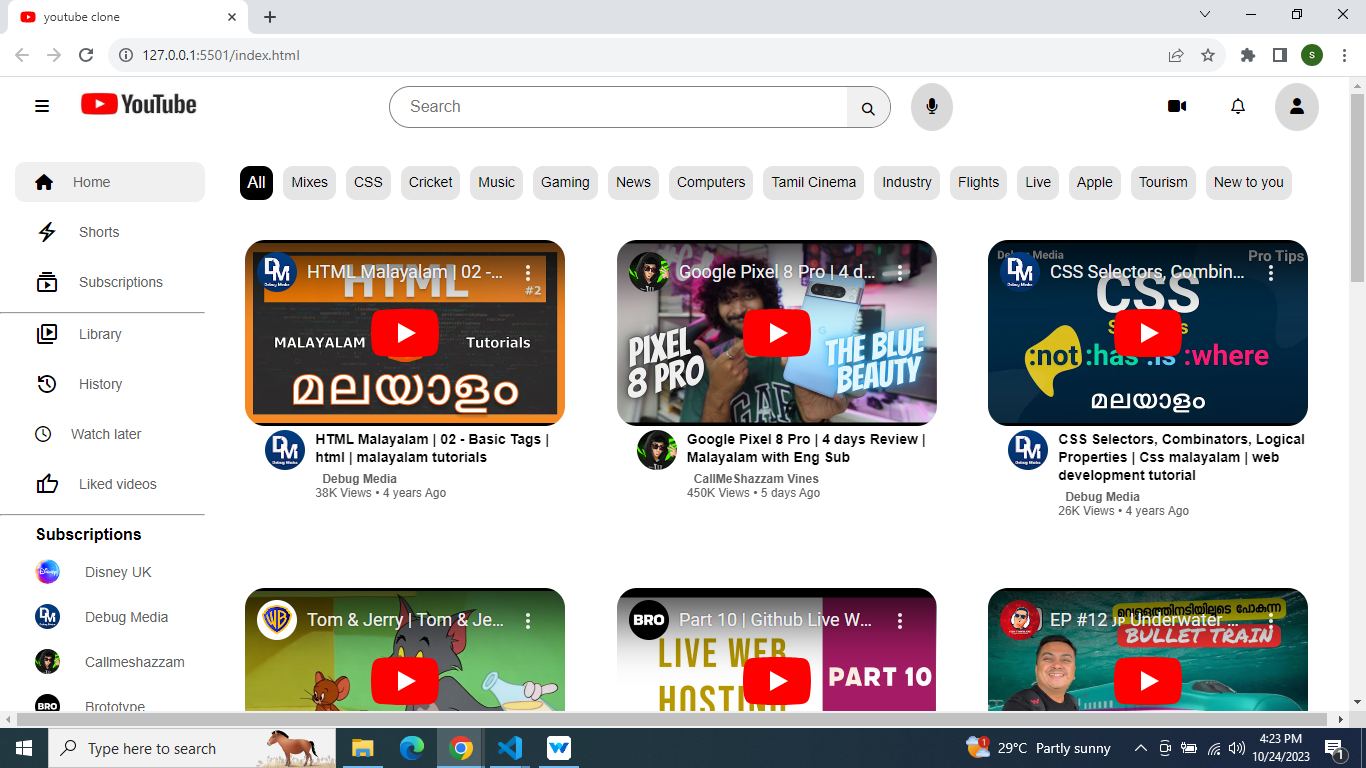 youtube clone
127.0.0.1:5501/index.html
S
YouTube
Search
Home
Shorts
Subscriptions
Library
History
Watch later
Liked videos
Subscriptions
Disney UK
Debug Media
Callmeshazzam
BRO
Brototype
All Mixes CSS Cricket Music Gaming News Computers Tamil Cinema Industry Flights Live Apple Tourism New to you
HTML Malayalam | 02 -...
HTML
#2
MALAYALAM Tutorials
മലയാളം
DM
Debug Media
HTML Malayalam | 02 - Basic Tags |
html | malayalam tutorials
Debug Media
38K Views • 4 years Ago
Google Pixel 8 Pro | 4 d...
PIXEL
8 PRO
THE BLUE
BEAUTY
Google Pixel 8 Pro | 4 days Review |
Malayalam with Eng Sub
CallMeShazzam Vines
450K Views • 5 days Ago
Debug Media
Pro Tips
CSS Selectors, Combin...
CSS
:not :has :is :where
മലയാളം
DM
CSS Selectors, Combinators, Logical
Properties | Css malayalam | web
development tutorial
Debug Media
26K Views • 4 years Ago
WB
Tom & Jerry | Tom & Je...
BRO
Part 10 | Github Live W...
LIVE WEB
HOSTING
PART 10
EP #12 JP Underwater ...
BULLET TRAIN
Type here to search
29°C Partly sunny
4:23 PM
10/24/2023
1